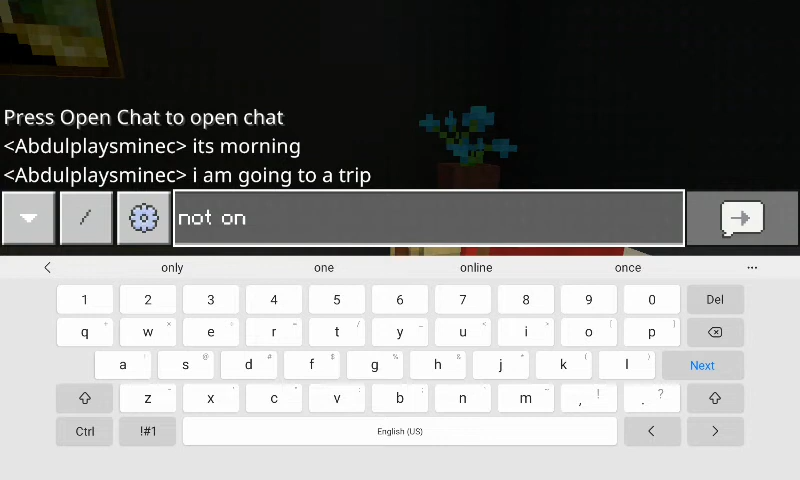 Press Open Chat to open chat
<Abdulplaysminec> its morning
<Abdulplaysminec> i am going to a trip
/ not on
< only one online once ...
1 2 3 4 5 6 7 8 9 0 Del
q w e r t y u i o p
a s d f g h j k l Next
z x c v b n m , ! . ?
Ctrl !#1 English (US) < >